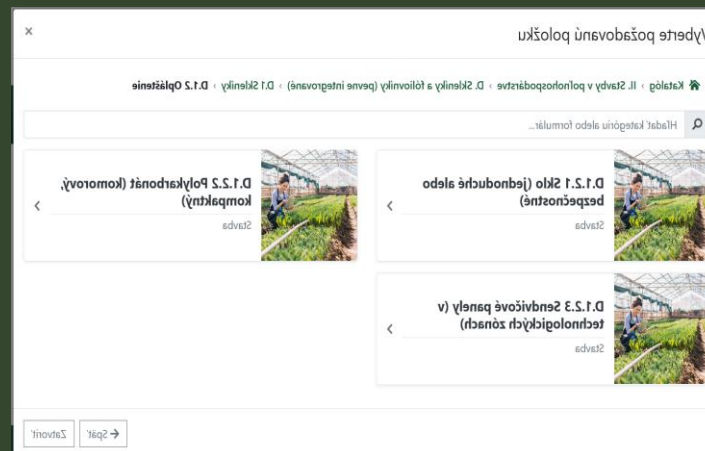 Vyberte požadovanú položku
×
Katalóg › II. Stavby v poľnohospodárstve › D. Skleníky a fóliovníky (pevne integrované) › D.1 Skleníky › D.1.2 Opláštenie
Hľadať kategóriu alebo formulár...
D.1.2.1 Sklo (jednoduché alebo
bezpečnostné)
Stavba
D.1.2.2 Polykarbonát (komorový,
kompaktný)
Stavba
D.1.2.3 Sendvičové panely (v
technologických zónach)
Stavba
Späť
Zatvoriť